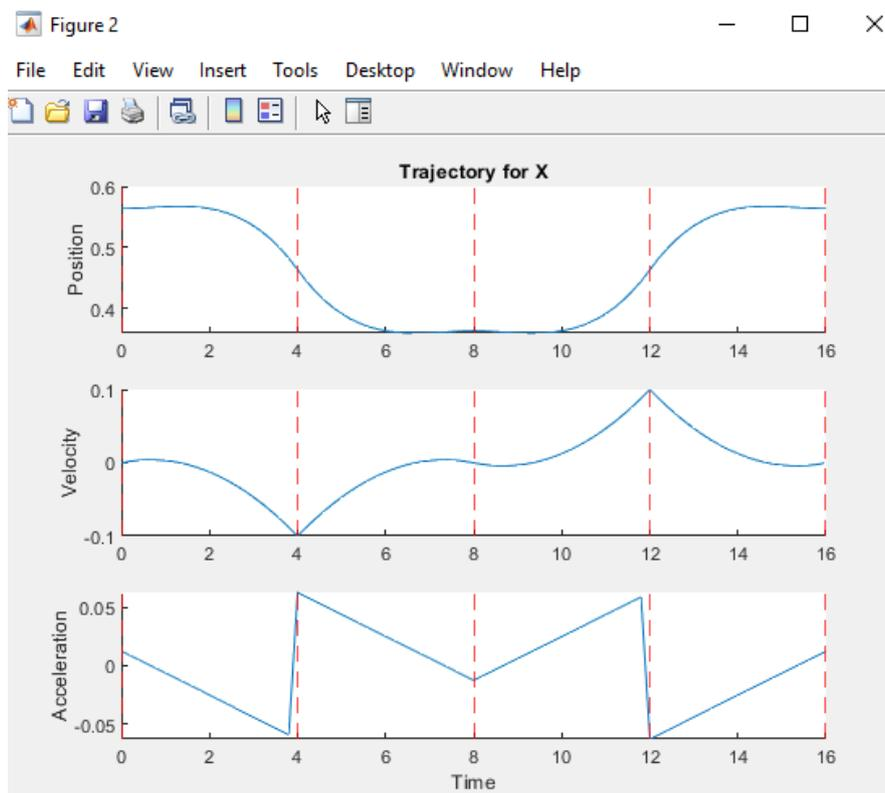 Figure 2
File Edit View Insert Tools Desktop Window Help
Trajectory for X
Position
0.6
0.5
0.4
0 2 4 6 8 10 12 14 16
Velocity
0.1
0
-0.1
0 2 4 6 8 10 12 14 16
Acceleration
0.05
0
-0.05
0 2 4 6 8 10 12 14 16
Time